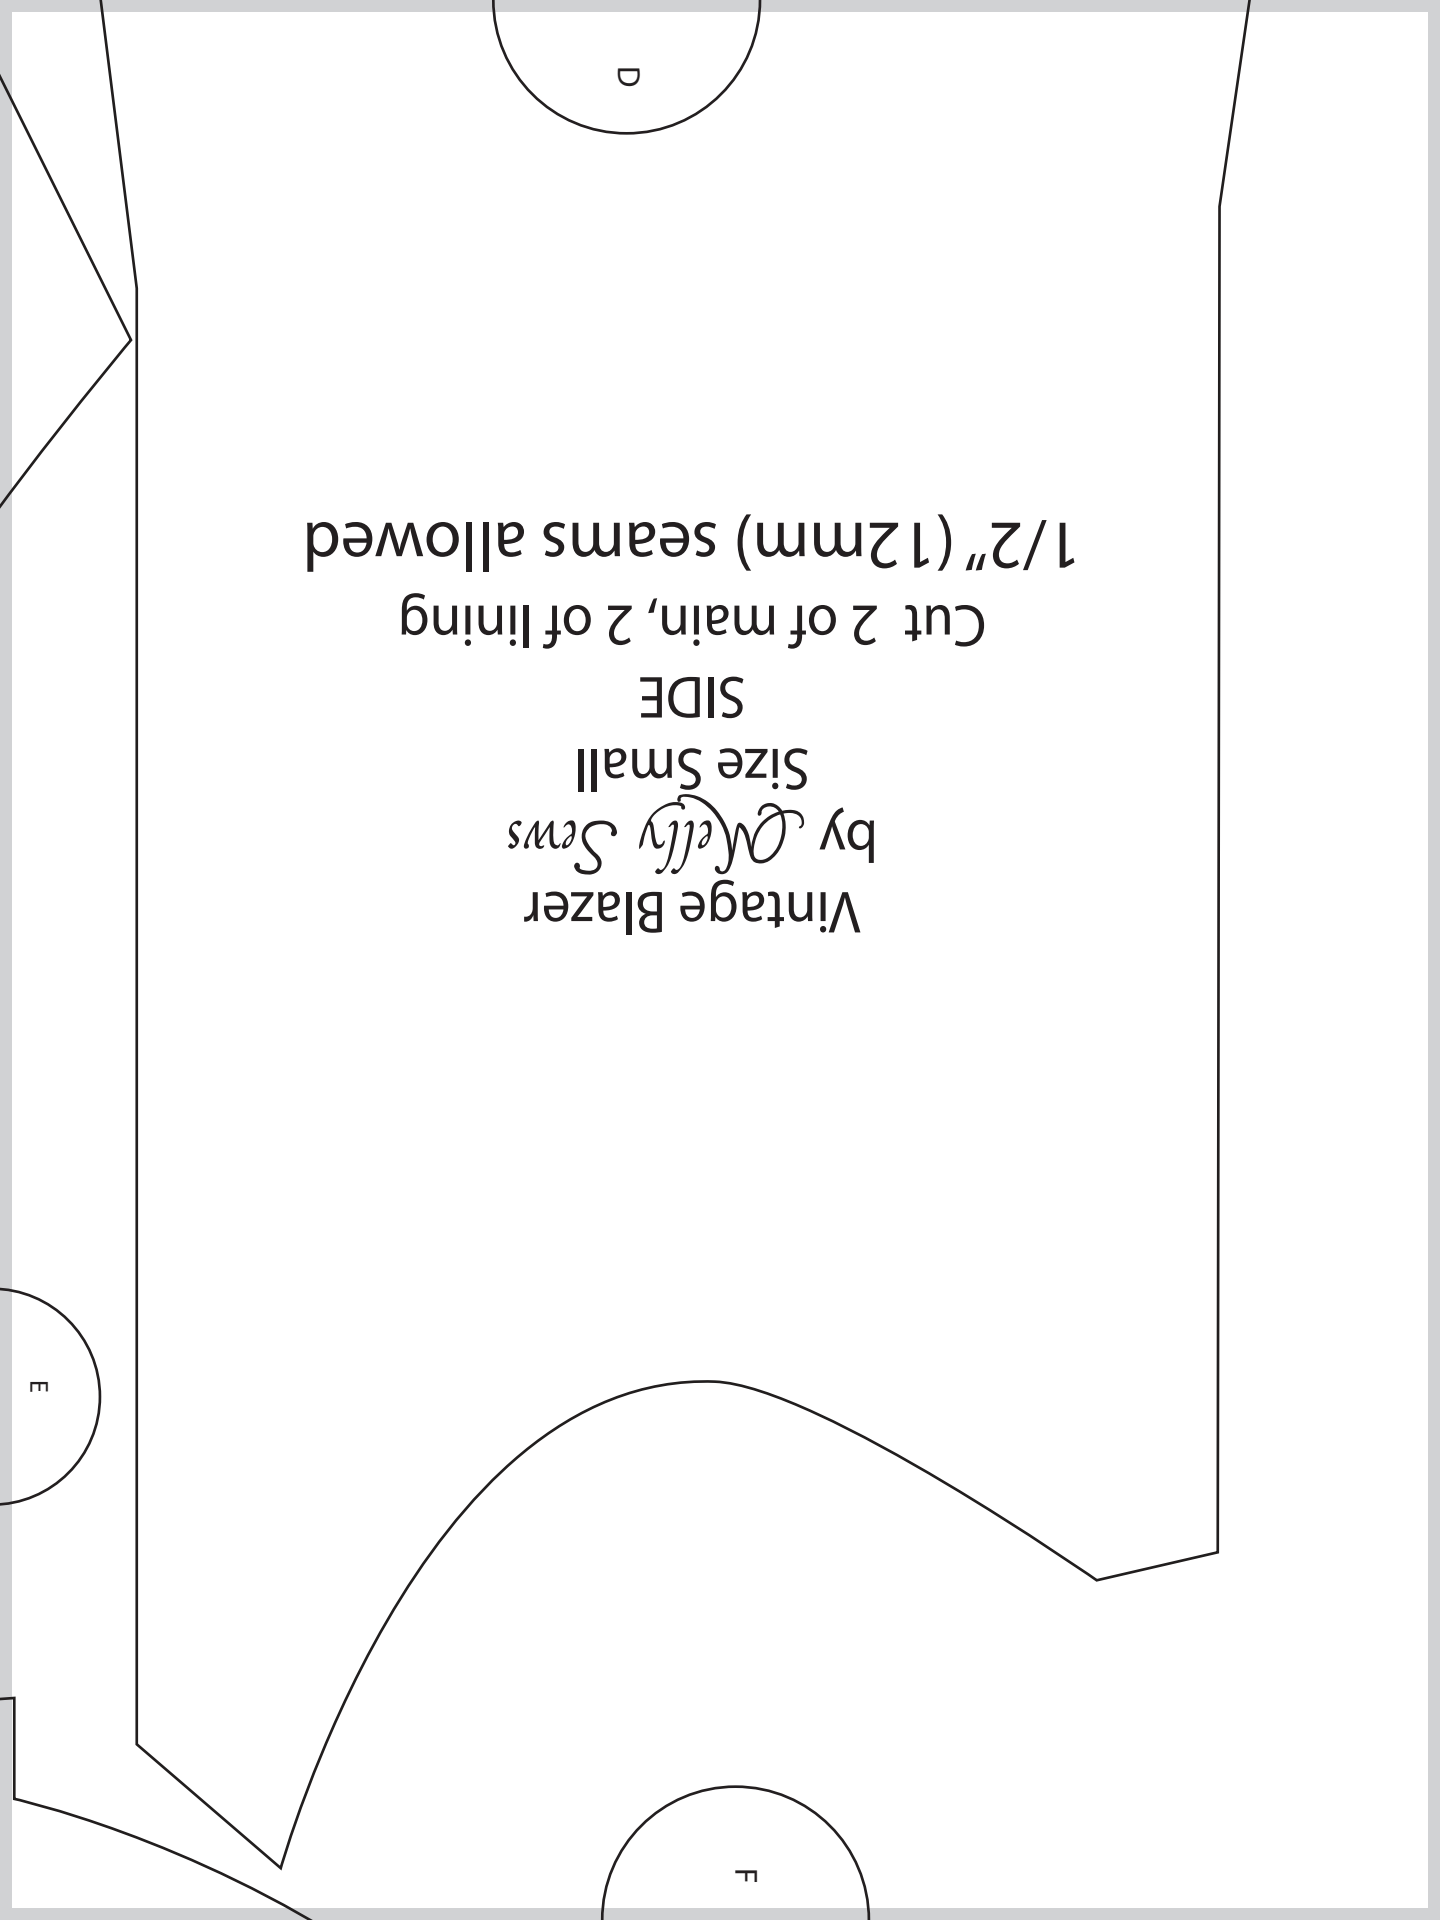 D
Vintage Blazer
by Melly Sews
Size Small
SIDE
Cut 2 of main, 2 of lining
1/2” (12mm) seams allowed
E
F